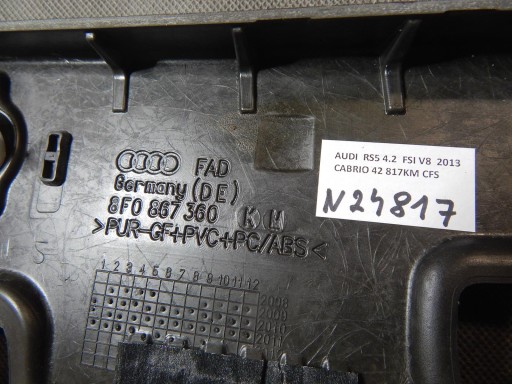 FAD
Germany (DE)
8F0 867 360 K M
>PUR-GF+PVC+PC/ABS<
1 2 3 4 5 6 7 8 9 10 11 12
2008
2009
2010
AUDI RS5 4.2 FSI V8 2013
CABRIO 42 817KM CFS
N24817